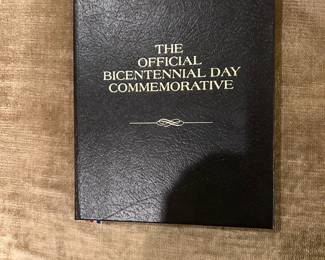 THE
OFFICIAL
BICENTENNIAL DAY
COMMEMORATIVE